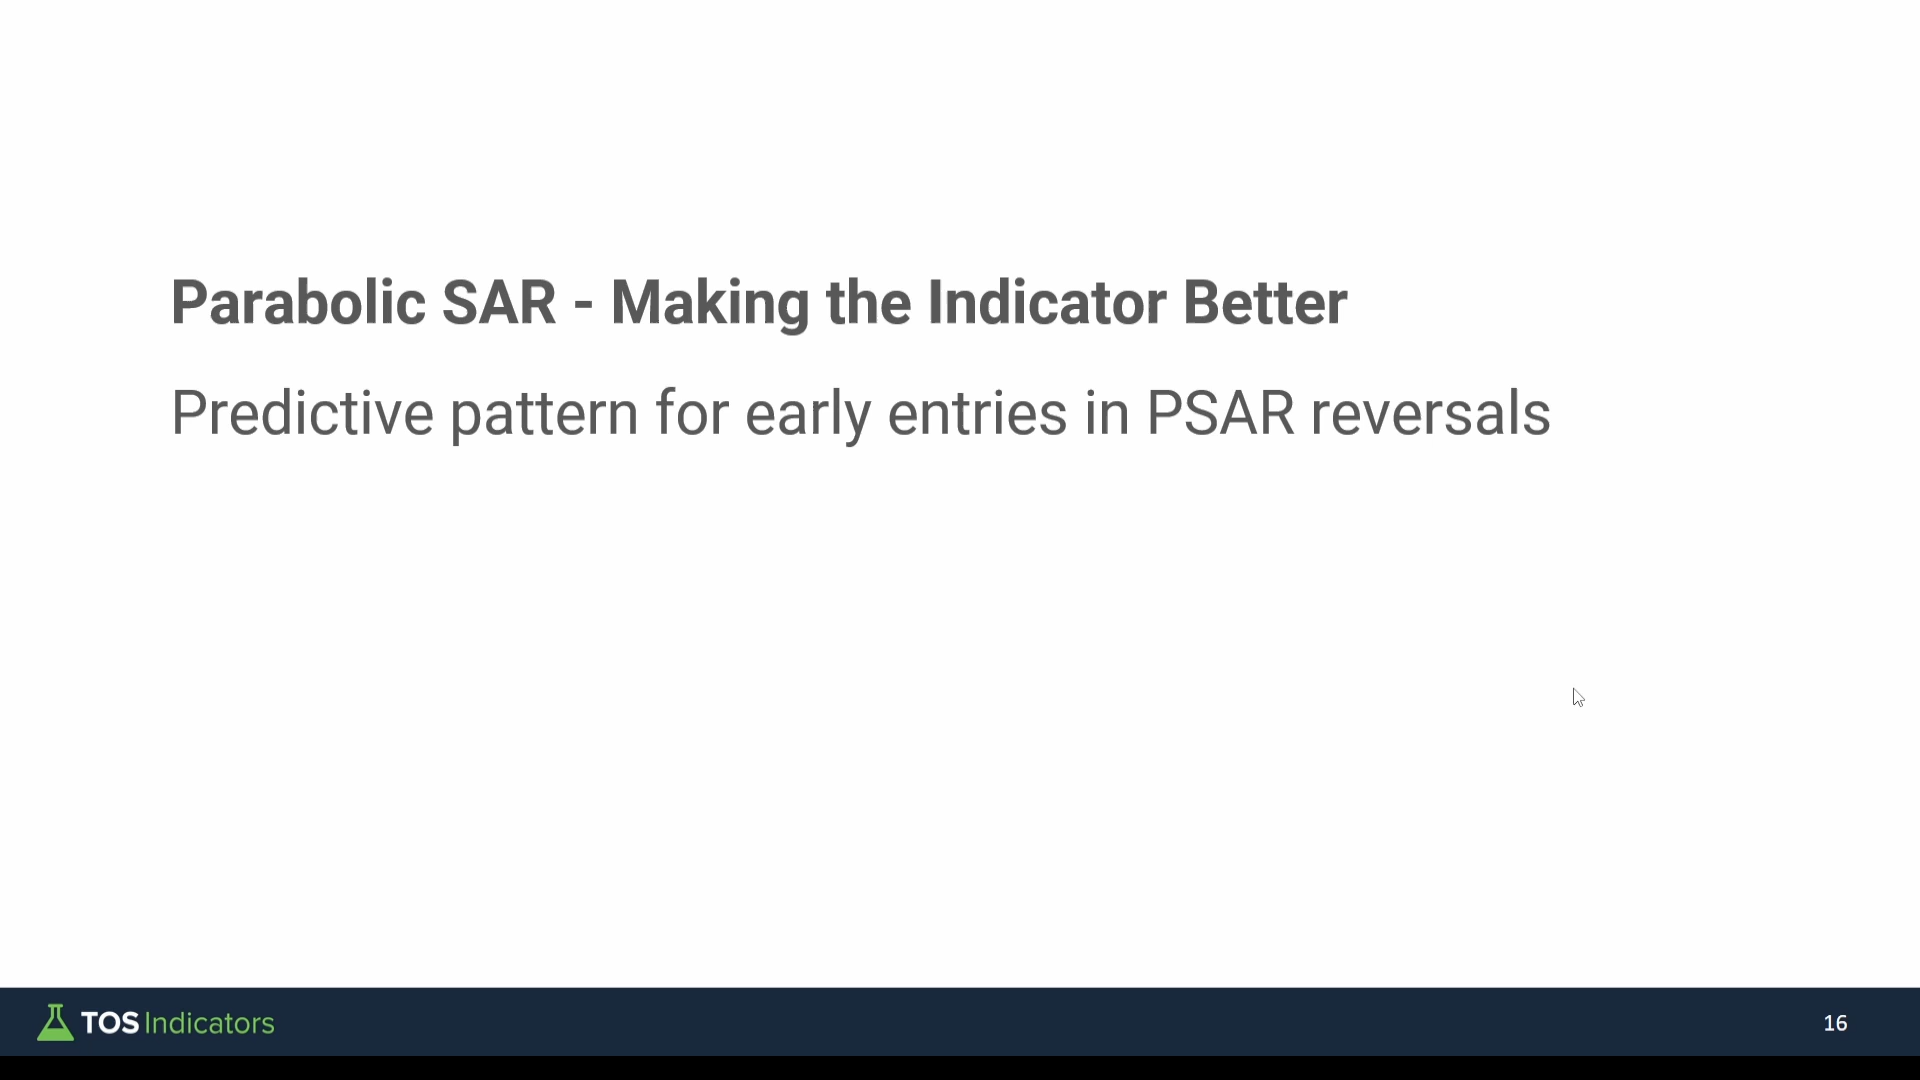 Parabolic SAR - Making the Indicator Better
Predictive pattern for early entries in PSAR reversals
TOS Indicators
16